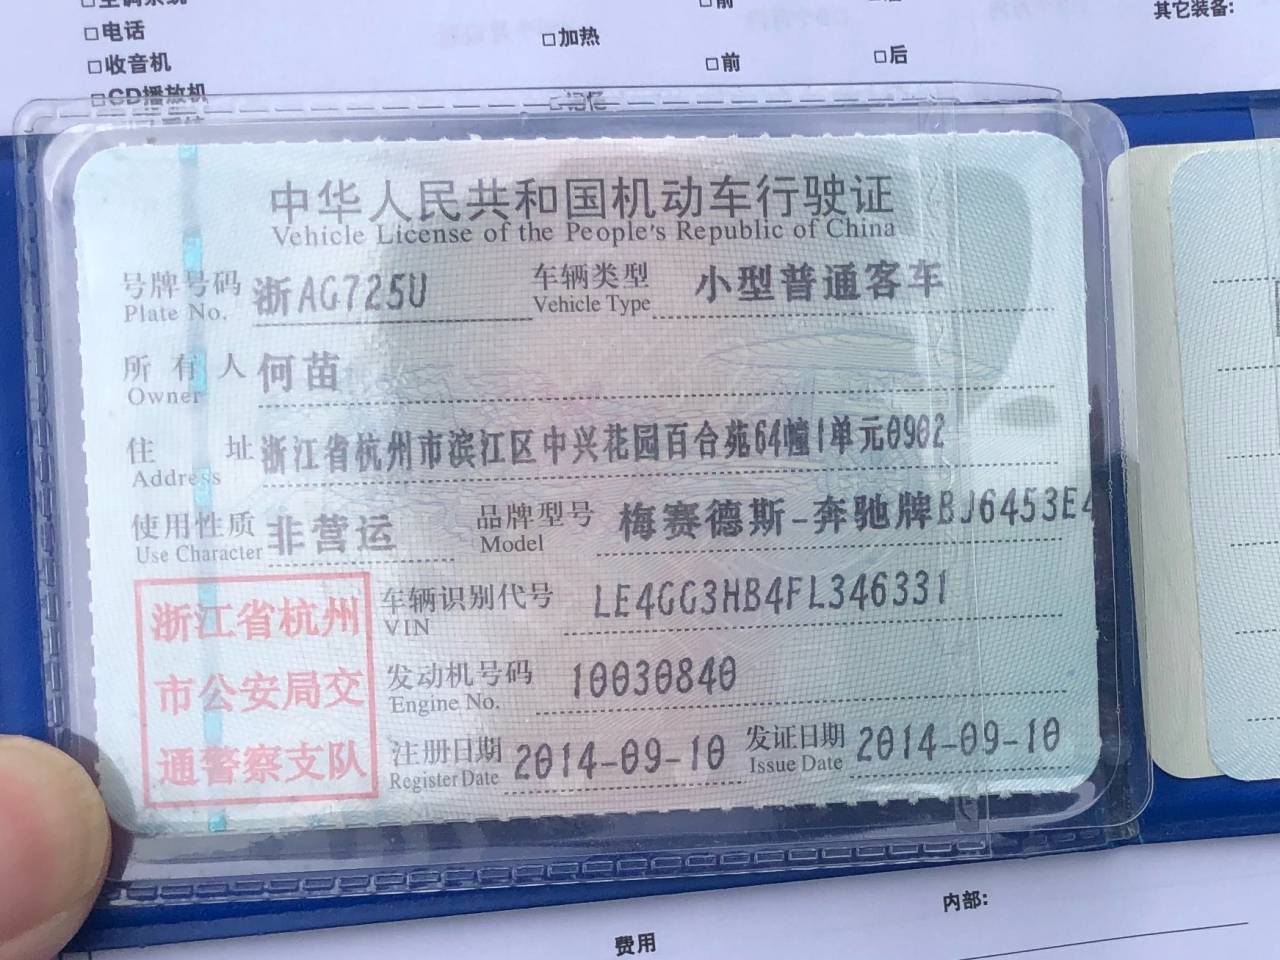 □电话
□收音机
□加热
□前
□后
其它装备:
中华人民共和国机动车行驶证
Vehicle License of the People's Republic of China
号牌号码 浙AG725U 车辆类型 小型普通客车
Plate No. Vehicle Type
所有人 何苗
Owner
住址 浙江省杭州市滨江区中兴花园百合苑64幢1单元0902
Address
使用性质 非营运 品牌型号 梅赛德斯-奔驰牌BJ6453E4
Use Character Model
浙江省杭州
市公安局交
通警察支队
车辆识别代号 LE4GG3HB4FL346331
VIN
发动机号码 10030840
Engine No.
注册日期 2014-09-10 发证日期 2014-09-10
Register Date Issue Date
内部:
费用